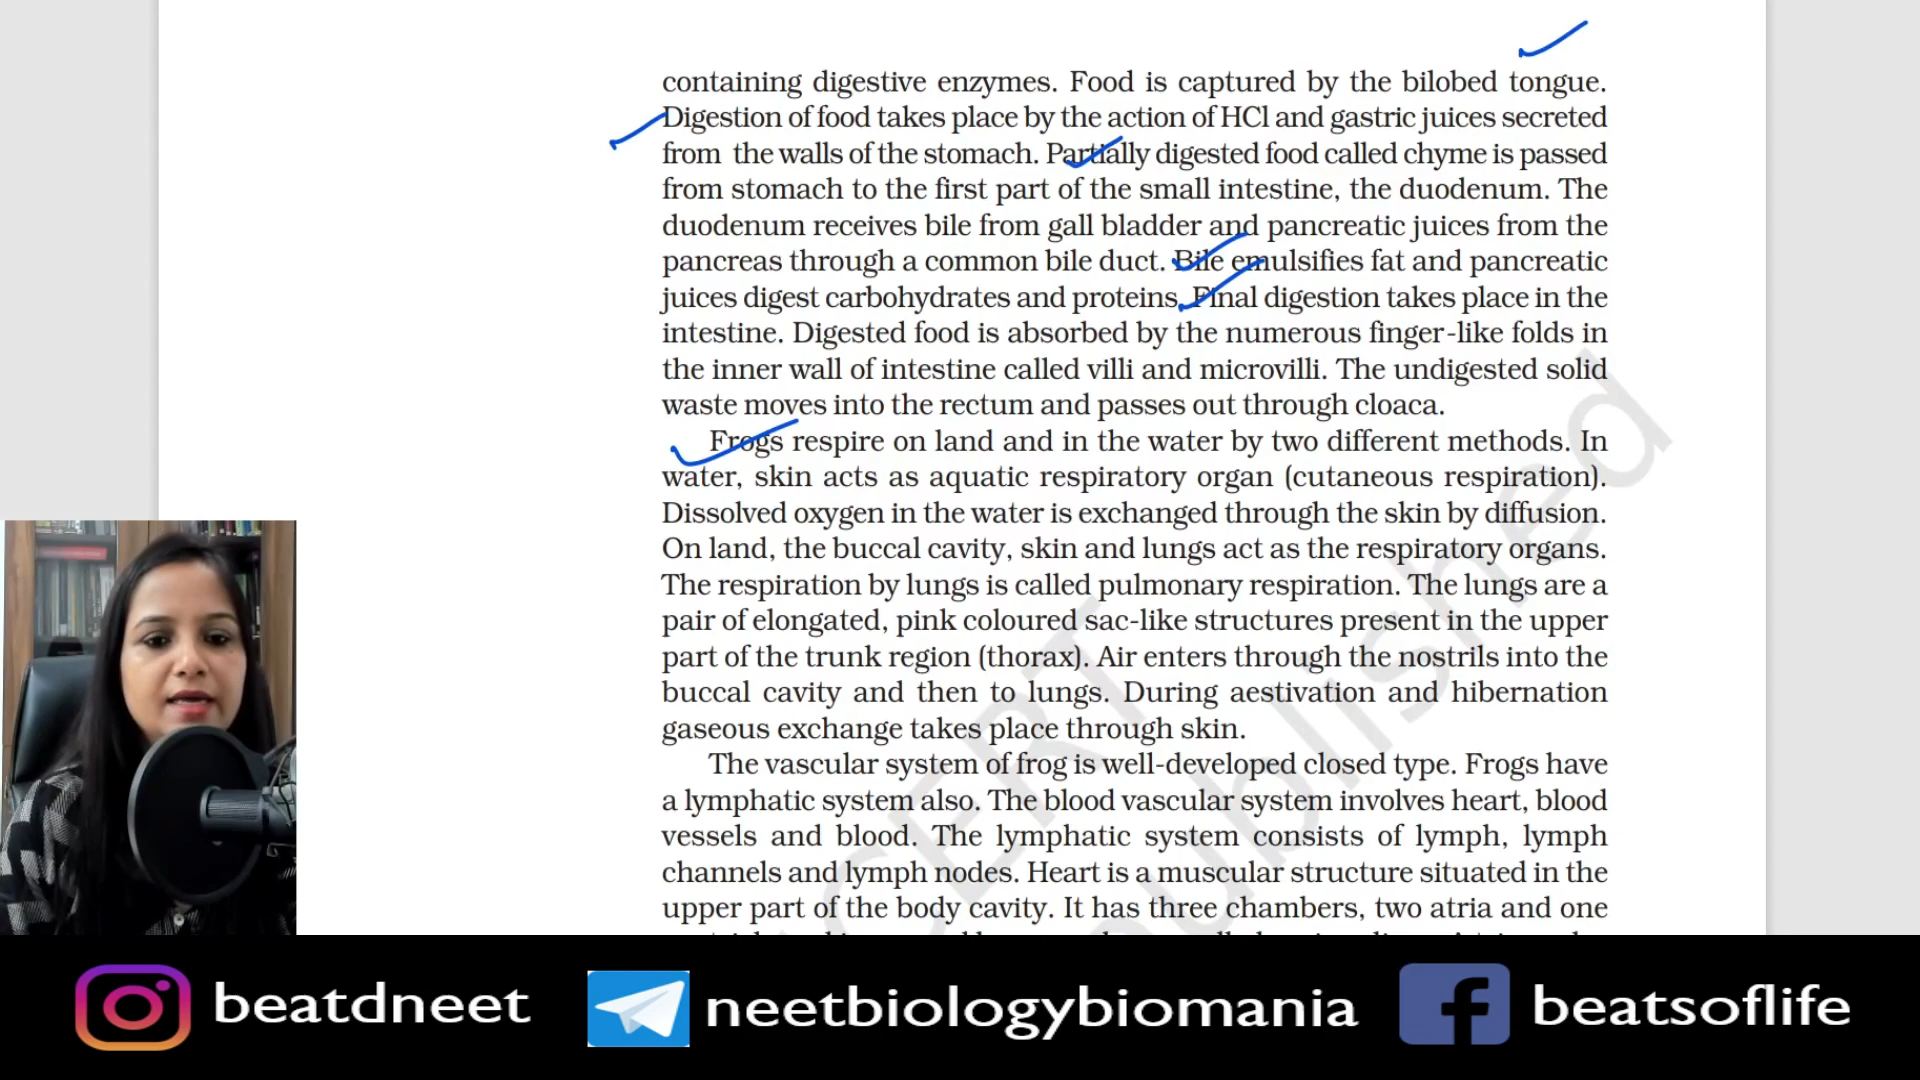 containing digestive enzymes. Food is captured by the bilobed tongue.
Digestion of food takes place by the action of HCl and gastric juices secreted
from the walls of the stomach. Partially digested food called chyme is passed
from stomach to the first part of the small intestine, the duodenum. The
duodenum receives bile from gall bladder and pancreatic juices from the
pancreas through a common bile duct. Bile emulsifies fat and pancreatic
juices digest carbohydrates and proteins. Final digestion takes place in the
intestine. Digested food is absorbed by the numerous finger-like folds in
the inner wall of intestine called villi and microvilli. The undigested solid
waste moves into the rectum and passes out through cloaca.
Frogs respire on land and in the water by two different methods. In
water, skin acts as aquatic respiratory organ (cutaneous respiration).
Dissolved oxygen in the water is exchanged through the skin by diffusion.
On land, the buccal cavity, skin and lungs act as the respiratory organs.
The respiration by lungs is called pulmonary respiration. The lungs are a
pair of elongated, pink coloured sac-like structures present in the upper
part of the trunk region (thorax). Air enters through the nostrils into the
buccal cavity and then to lungs. During aestivation and hibernation
gaseous exchange takes place through skin.
The vascular system of frog is well-developed closed type. Frogs have
a lymphatic system also. The blood vascular system involves heart, blood
vessels and blood. The lymphatic system consists of lymph, lymph
channels and lymph nodes. Heart is a muscular structure situated in the
upper part of the body cavity. It has three chambers, two atria and one
beatdneet
neetbiologybiomania
beatsoflife